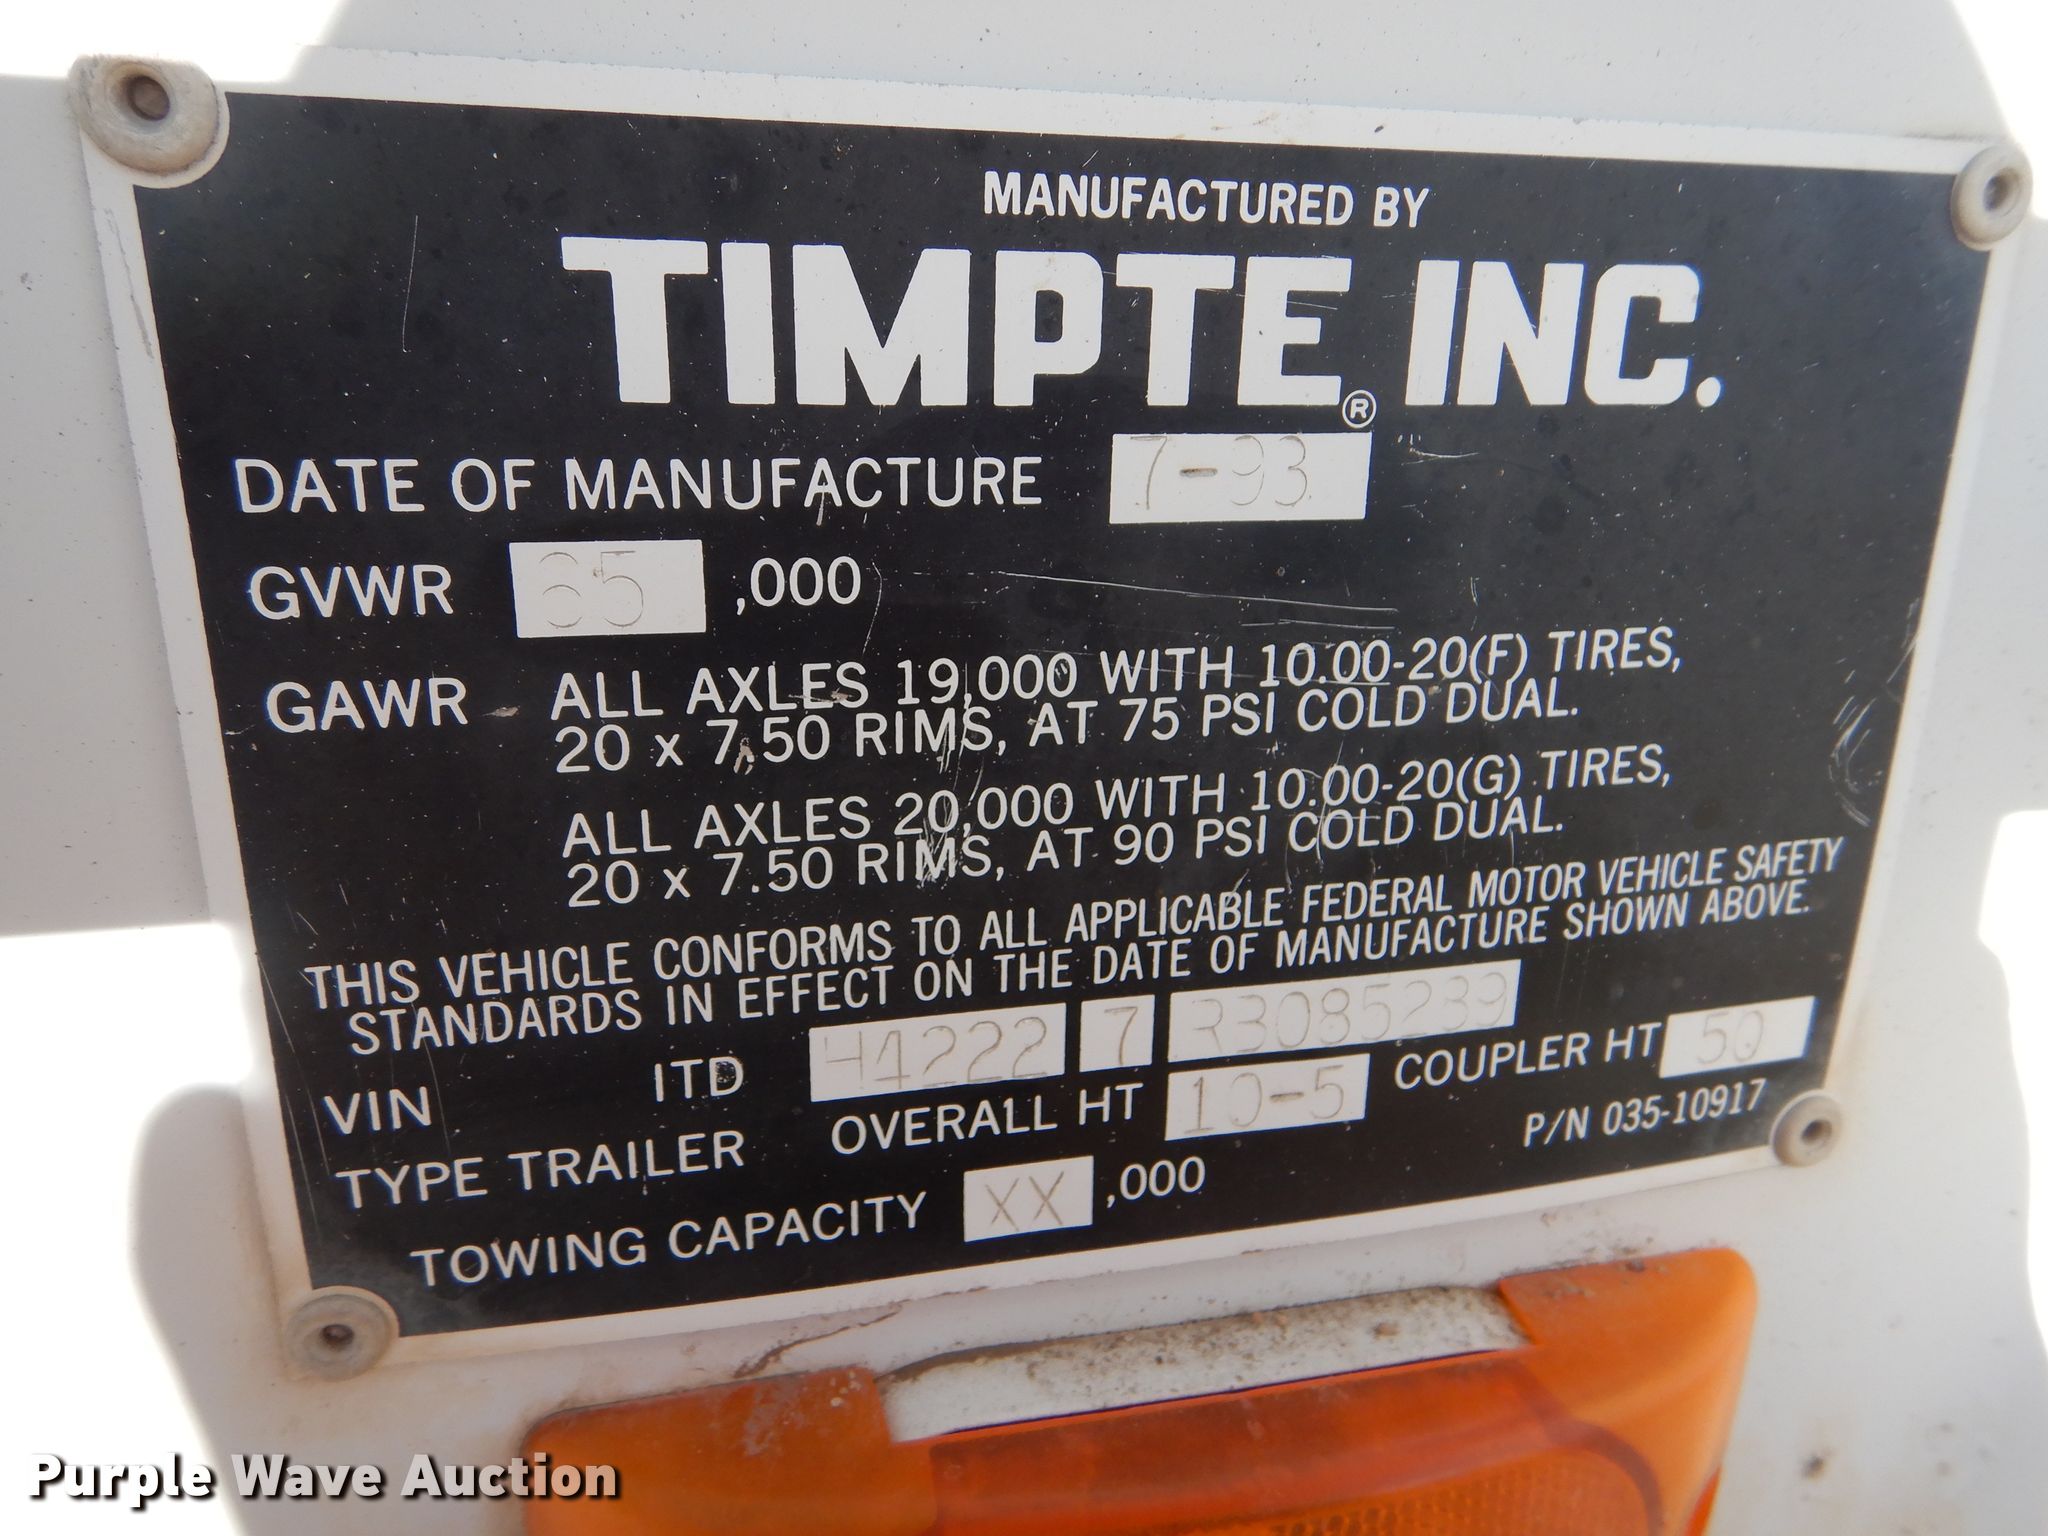 MANUFACTURED BY
TIMPTE® INC.
DATE OF MANUFACTURE 7-93
GVWR 65 ,000
GAWR ALL AXLES 19,000 WITH 10.00-20(F) TIRES,
20 x 7.50 RIMS, AT 75 PSI COLD DUAL.
ALL AXLES 20,000 WITH 10.00-20(G) TIRES,
20 x 7.50 RIMS, AT 90 PSI COLD DUAL.
THIS VEHICLE CONFORMS TO ALL APPLICABLE FEDERAL MOTOR VEHICLE SAFETY
STANDARDS IN EFFECT ON THE DATE OF MANUFACTURE SHOWN ABOVE.
VIN 1TD H4222 7 RB085289
TYPE TRAILER OVERALL HT 10-5 COUPLER HT 50
TOWING CAPACITY XX ,000
P/N 035-10917
Purple Wave Auction